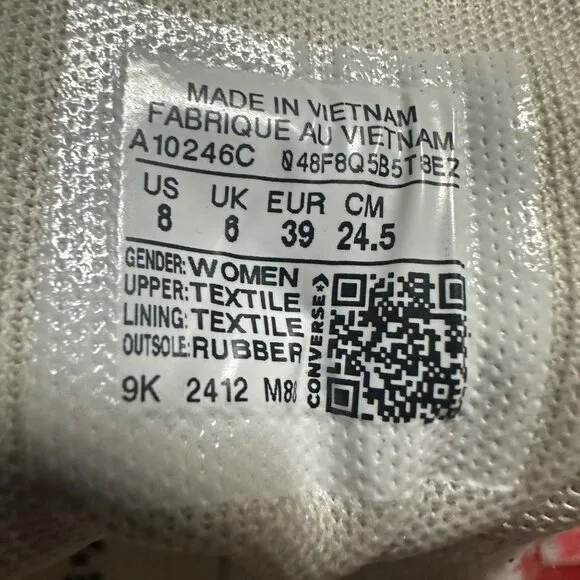 MADE IN VIETNAM
FABRIQUE AU VIETNAM
A10246C 048F8Q5B5T8E2
US UK EUR CM
8 6 39 24.5
GENDER: WOMEN
UPPER: TEXTILE
LINING: TEXTILE
OUTSOLE: RUBBER
9K 2412
CONVERSE